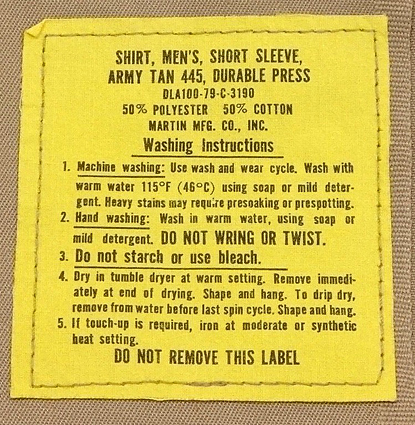 SHIRT, MEN'S, SHORT SLEEVE,
ARMY TAN 445, DURABLE PRESS
DLA100-79-C-3190
50% POLYESTER 50% COTTON
MARTIN MFG. CO., INC.
Washing Instructions
1. Machine washing: Use wash and wear cycle. Wash with
warm water 115°F (46°C) using soap or mild deter-
gent. Heavy stains may require presoaking or prespotting.
2. Hand washing: Wash in warm water, using soap or
mild detergent. DO NOT WRING OR TWIST.
3. Do not starch or use bleach.
4. Dry in tumble dryer at warm setting. Remove immedi-
ately at end of drying. Shape and hang. To drip dry,
remove from water before last spin cycle. Shape and hang.
5. If touch-up is required, iron at moderate or synthetic
heat setting.
DO NOT REMOVE THIS LABEL